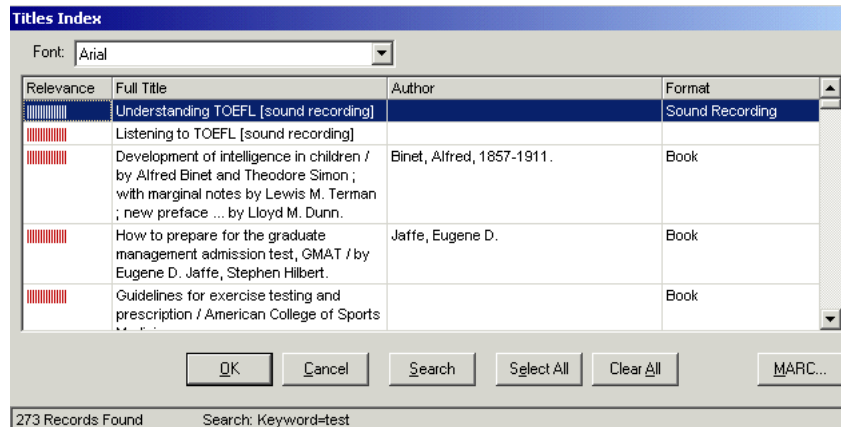 Titles Index
Font: Arial
Relevance Full Title Author Format
Understanding TOEFL [sound recording] Sound Recording
Listening to TOEFL [sound recording]
Development of intelligence in children / Binet, Alfred, 1857-1911. Book
by Alfred Binet and Theodore Simon ;
with marginal notes by Lewis M. Terman
; new preface ... by Lloyd M. Dunn.
How to prepare for the graduate Jaffe, Eugene D. Book
management admission test, GMAT / by
Eugene D. Jaffe, Stephen Hilbert.
Guidelines for exercise testing and Book
prescription / American College of Sports
OK Cancel Search Select All Clear All MARC...
273 Records Found Search: Keyword=test